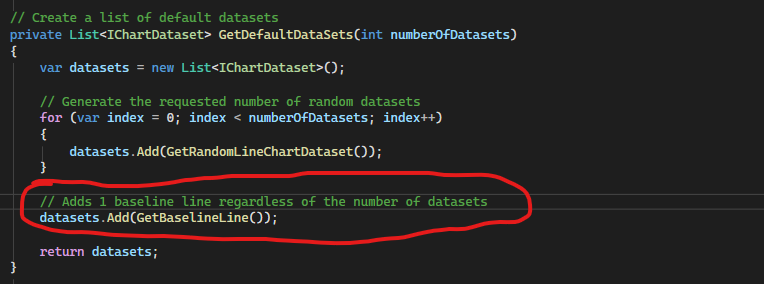 // Create a list of default datasets
private List<IChartDataset> GetDefaultDataSets(int numberOfDatasets)
{
    var datasets = new List<IChartDataset>();
    // Generate the requested number of random datasets
    for (var index = 0; index < numberOfDatasets; index++)
    {
        datasets.Add(GetRandomLineChartDataset());
    }
    // Adds 1 baseline line regardless of the number of datasets
    datasets.Add(GetBaselineLine());
    return datasets;
}